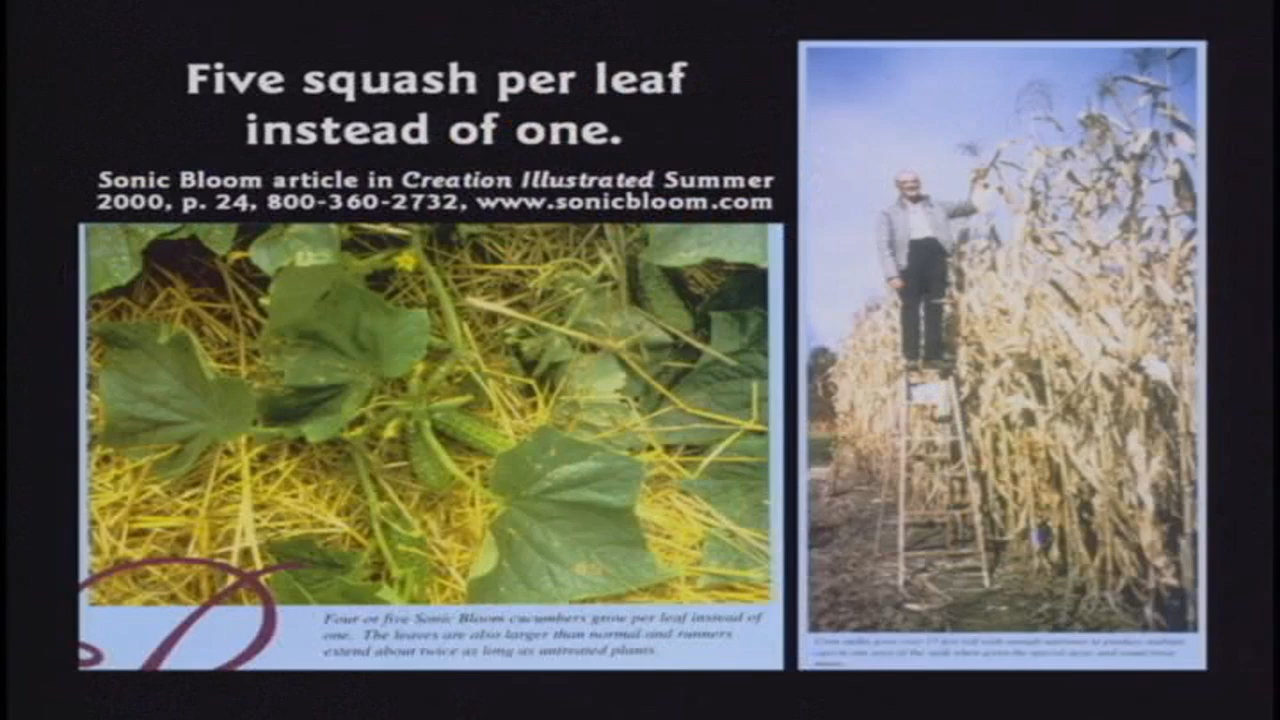 Five squash per leaf
instead of one.
Sonic Bloom article in Creation Illustrated Summer
2000, p. 24, 800-360-2732, www.sonicbloom.com
Four or five Sonic Bloom cucumbers grow per leaf instead of
one. The leaves are also larger than normal and runners
extend about twice as long as untreated plants.